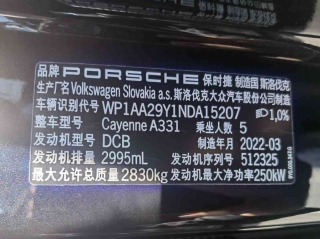 品牌 PORSCHE 保时捷 制造国 斯洛伐克
生产厂名 Volkswagen Slovakia a.s. 斯洛伐克大众汽车股份公司
车辆识别代号 WP1AA29Y1NDA15207 1,0%
整车型号 Cayenne A331 乘坐人数 5
发动机型号 DCB 制造年月 2022-03
发动机排量 2995mL 发动机序列号 512325
最大允许总质量 2830kg 发动机最大净功率 250kW